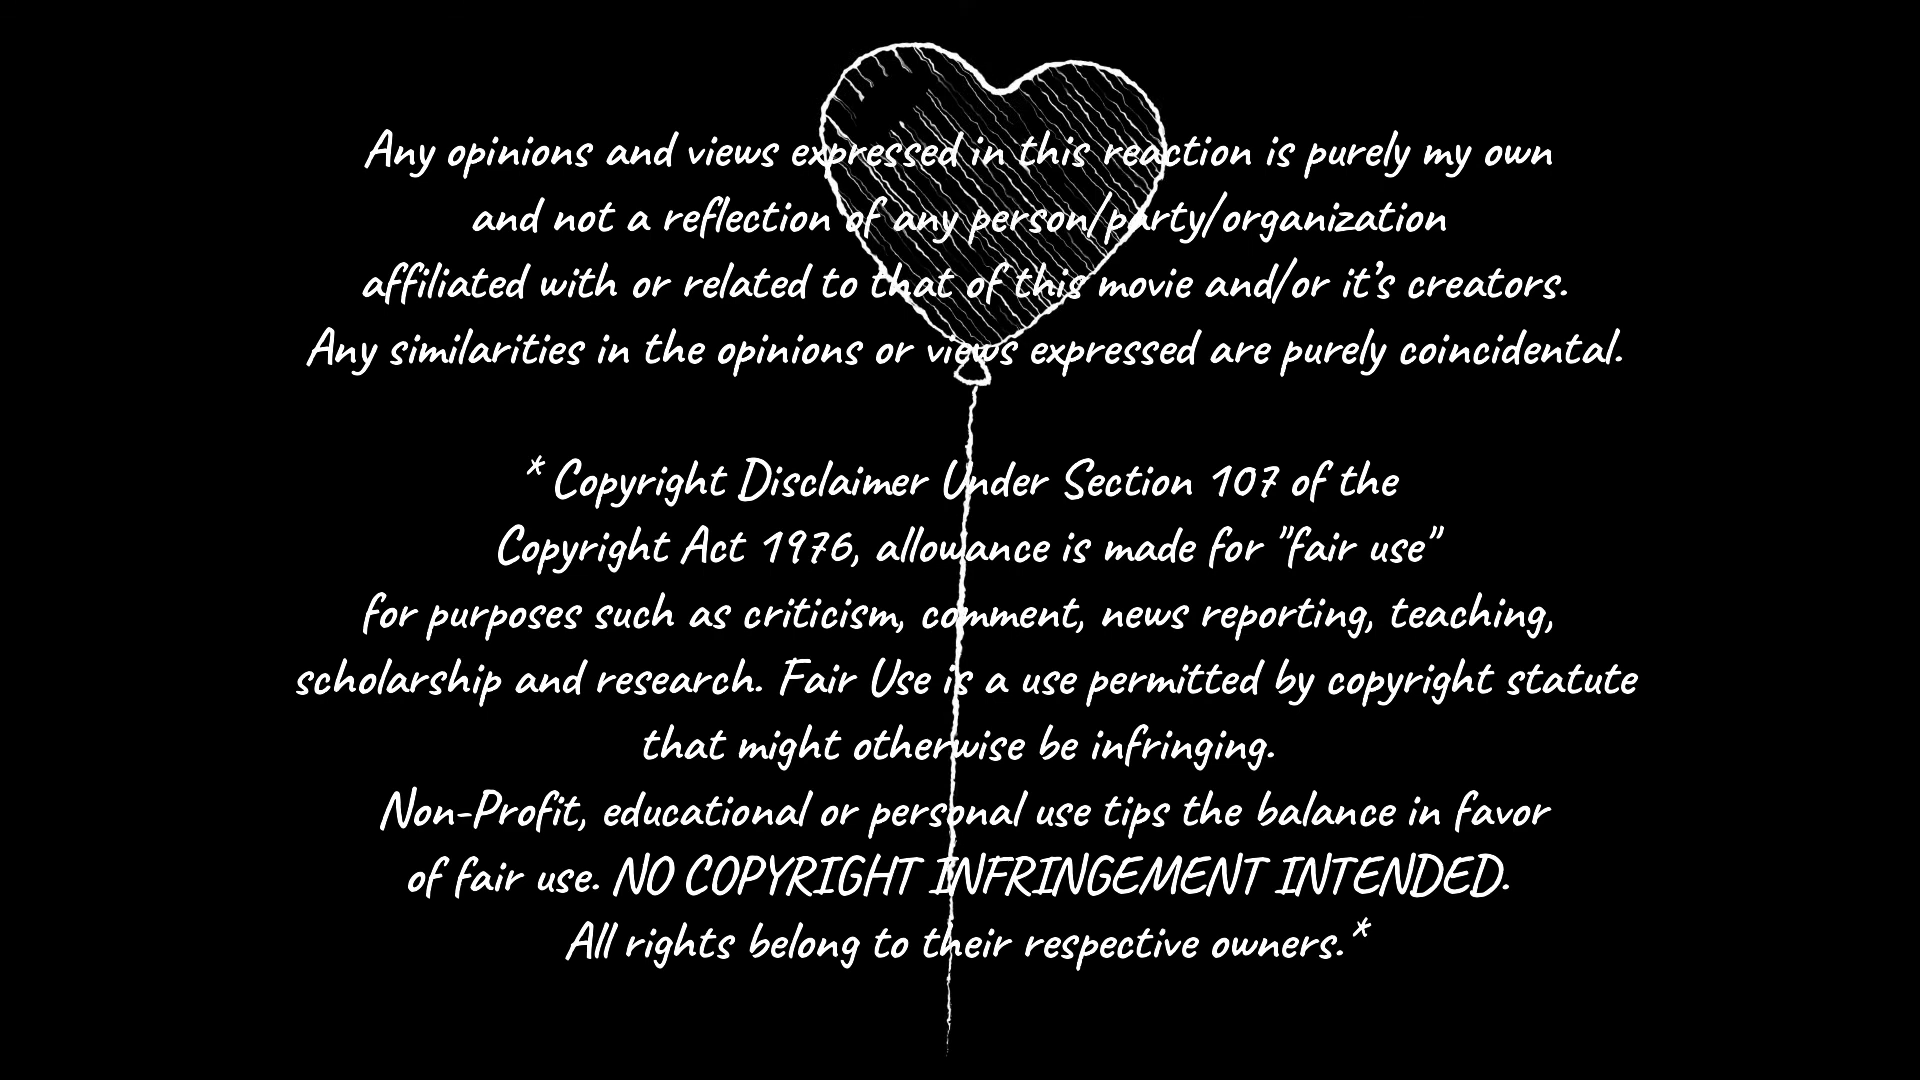 Any opinions and views expressed in this reaction is purely my own
and not a reflection of any person/party/organization
affiliated with or related to that of this movie and/or it's creators.
Any similarities in the opinions or views expressed are purely coincidental.
* Copyright Disclaimer Under Section 107 of the
Copyright Act 1976, allowance is made for "fair use"
for purposes such as criticism, comment, news reporting, teaching,
scholarship and research. Fair Use is a use permitted by copyright statute
that might otherwise be infringing.
Non-Profit, educational or personal use tips the balance in favor
of fair use. NO COPYRIGHT INFRINGEMENT INTENDED.
All rights belong to their respective owners.*